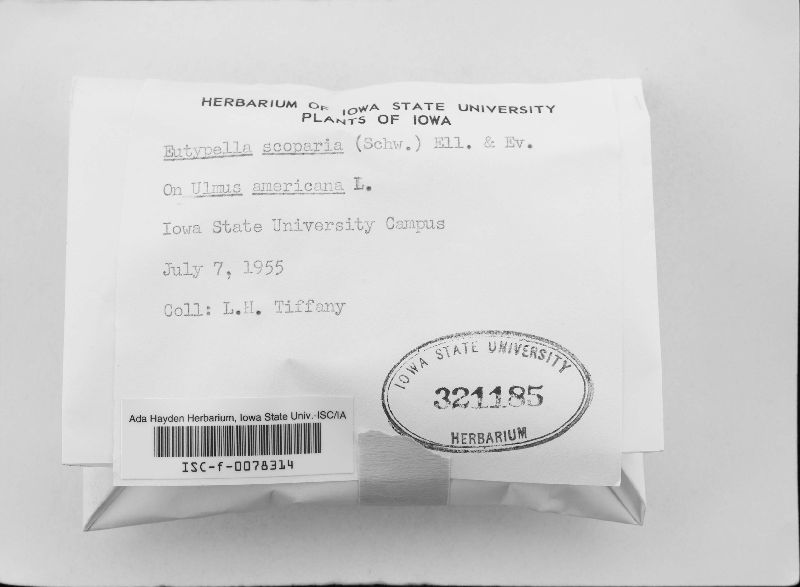 HERBARIUM OF IOWA STATE UNIVERSITY
PLANTS OF IOWA
Eutypella scoparia (Schw.) Ell. & Ev.
On Ulmus americana L.
Iowa State University Campus
July 7, 1955
Coll: L.H. Tiffany
IOWA STATE UNIVERSITY
321185
HERBARIUM
Ada Hayden Herbarium, Iowa State Univ.-ISC/IA
ISC-f-0078314